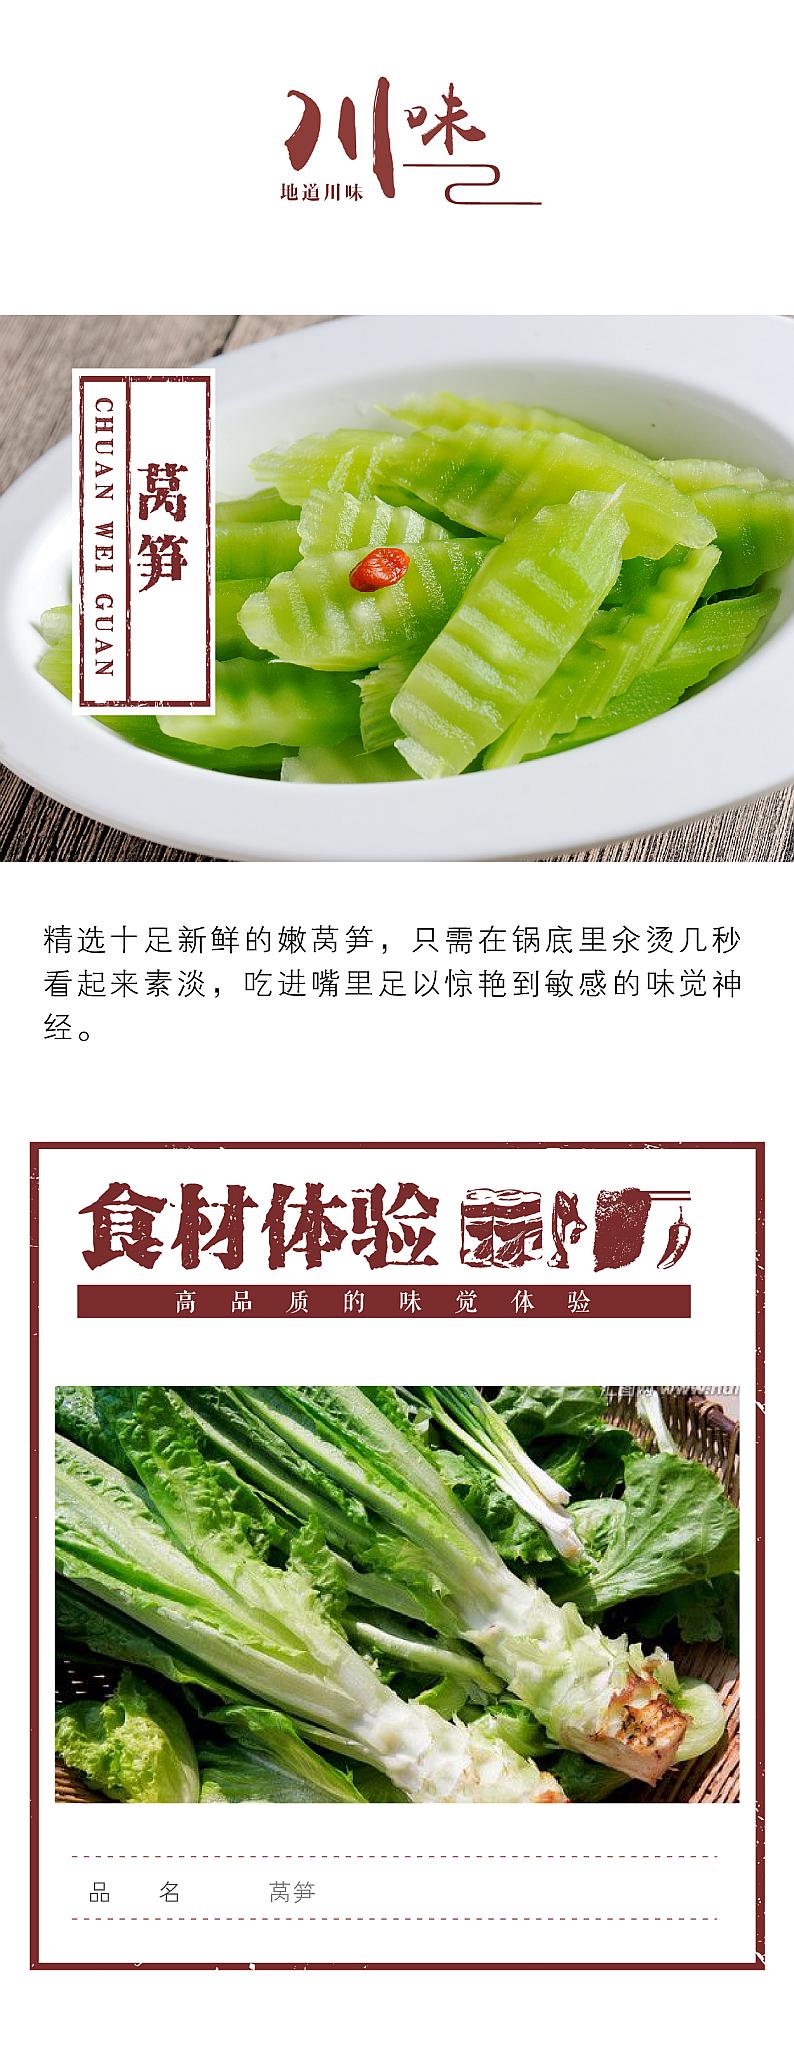 川味
地道川味
CHUAN WEI GUAN
莴笋
精选十足新鲜的嫩莴笋，只需在锅底里汆烫几秒
看起来素淡，吃进嘴里足以惊艳到敏感的味觉神
经。
食材体验
高品质的味觉体验
品名 莴笋